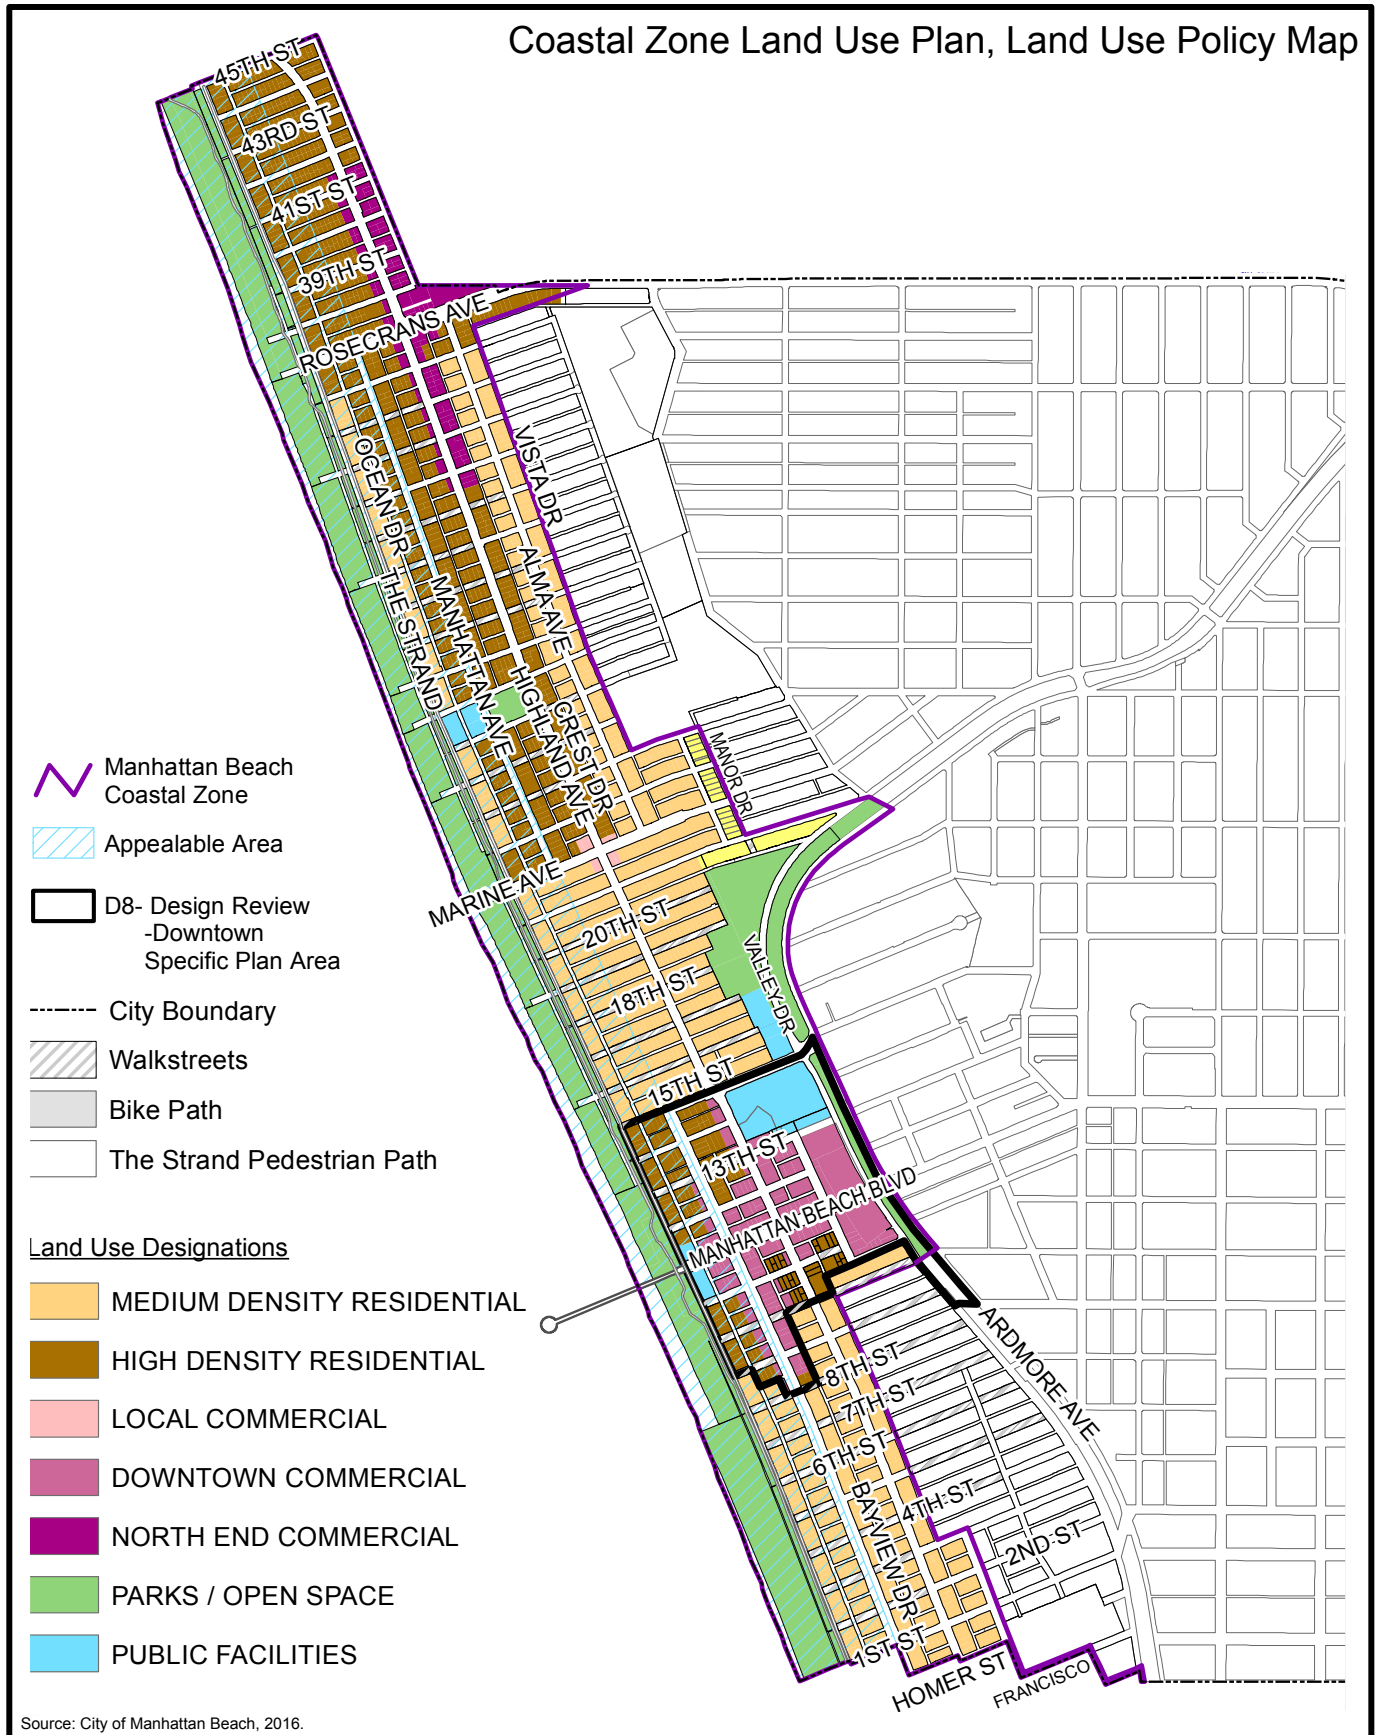 Coastal Zone Land Use Plan, Land Use Policy Map
45TH ST
43RD ST
41ST ST
39TH ST
ROSECRANS AVE
VISTA DR
OCEAN DR
THE STRAND
MANHATTAN AVE
ALMA AVE
HIGHLAND AVE
CREST DR
MANOR DR
MARINE AVE
20TH ST
18TH ST
VALLEY DR
15TH ST
13TH ST
MANHATTAN BEACH BLVD
ARDMORE AVE
8TH ST
7TH ST
6TH ST
4TH ST
BAYVIEW DR
2ND ST
1ST ST
HOMER ST
FRANCISCO
Manhattan Beach
Coastal Zone
Appealable Area
D8- Design Review
-Downtown
Specific Plan Area
City Boundary
Walkstreets
Bike Path
The Strand Pedestrian Path
Land Use Designations
MEDIUM DENSITY RESIDENTIAL
HIGH DENSITY RESIDENTIAL
LOCAL COMMERCIAL
DOWNTOWN COMMERCIAL
NORTH END COMMERCIAL
PARKS / OPEN SPACE
PUBLIC FACILITIES
Source: City of Manhattan Beach, 2016.